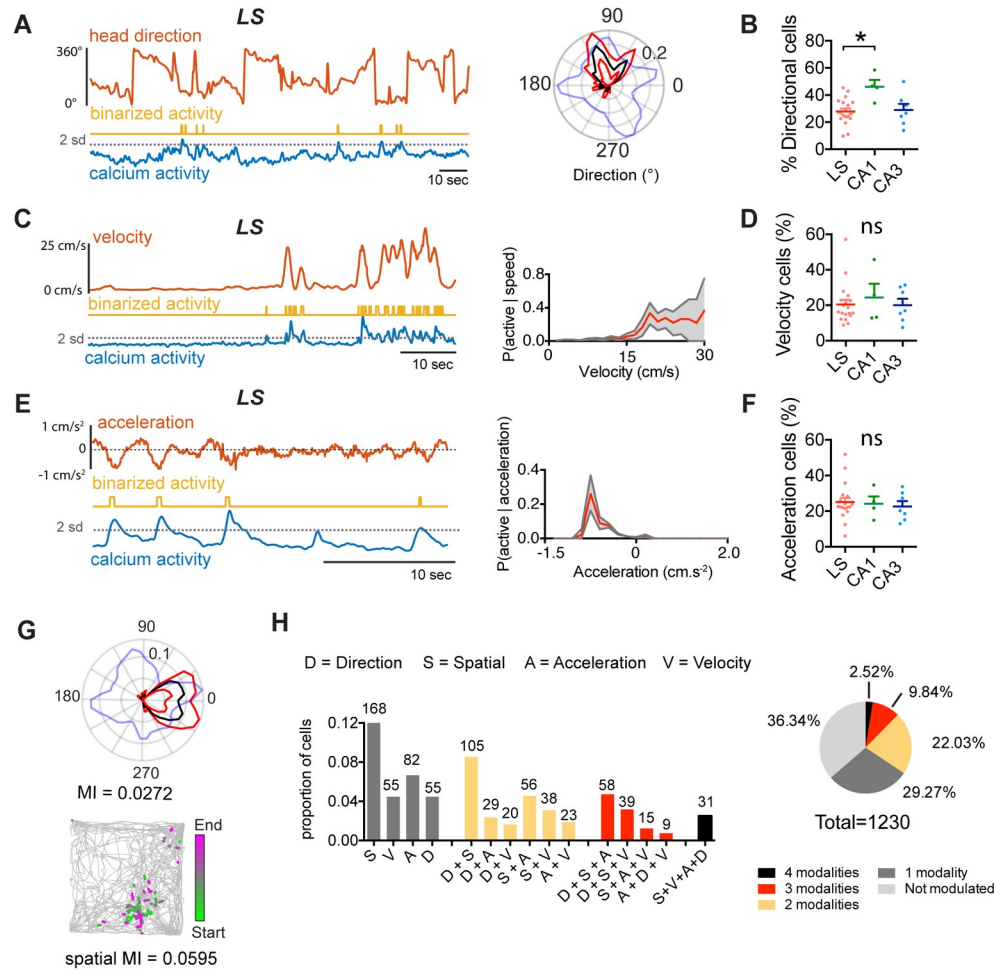 A
LS
head direction
360°
0°
binarized activity
2 sd
calcium activity
10 sec
90
0.2
180
0
270
Direction (°)
B
*
% Directional cells
80
60
40
20
0
LS
CA1
CA3
C
LS
velocity
25 cm/s
0 cm/s
binarized activity
2 sd
calcium activity
10 sec
P(active | speed)
0.8
0.4
0.0
0
15
30
Velocity (cm/s)
D
ns
Velocity cells (%)
60
40
20
0
LS
CA1
CA3
E
LS
acceleration
1 cm/s²
0
-1 cm/s²
binarized activity
2 sd
calcium activity
10 sec
P(active | acceleration)
0.4
0.2
0.0
-1.5
0
2.0
Acceleration (cm.s-²)
F
ns
Acceleration cells (%)
60
40
20
0
LS
CA1
CA3
G
90
0.1
180
0
270
MI = 0.0272
End
Start
spatial MI = 0.0595
H
D = Direction S = Spatial A = Acceleration V = Velocity
proportion of cells
0.12
0.08
0.04
0.00
168
55
82
55
105
29
20
56
38
23
58
39
15
9
31
S
V
A
D
D + S
D + A
D + V
S + A
S + V
A + V
D + S + A
D + S + V
S + A + V
A + D + V
S+V+A+D
2.52%
9.84%
22.03%
29.27%
36.34%
Total=1230
4 modalities
3 modalities
2 modalities
1 modality
Not modulated